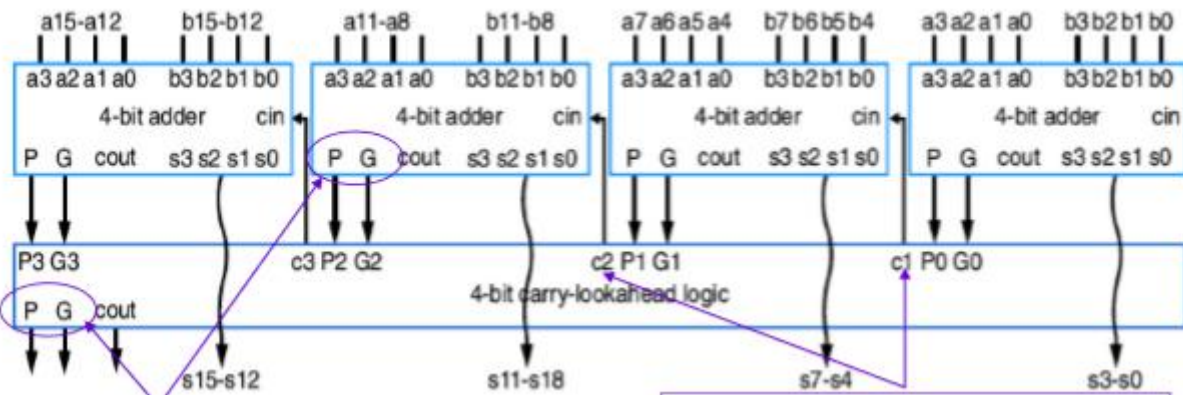 a15-a12 b15-b12 a11-a8 b11-b8 a7 a6 a5 a4 b7 b6 b5 b4 a3 a2 a1 a0 b3 b2 b1 b0
a3 a2 a1 a0 b3 b2 b1 b0 a3 a2 a1 a0 b3 b2 b1 b0 a3 a2 a1 a0 b3 b2 b1 b0 a3 a2 a1 a0 b3 b2 b1 b0
4-bit adder cin 4-bit adder cin 4-bit adder cin 4-bit adder cin
P G cout s3 s2 s1 s0 P G cout s3 s2 s1 s0 P G cout s3 s2 s1 s0 P G cout s3 s2 s1 s0
P3 G3 c3 P2 G2 c2 P1 G1 c1 P0 G0
4-bit carry-lookahead logic
P G cout
s15-s12 s11-s18 s7-s4 s3-s0